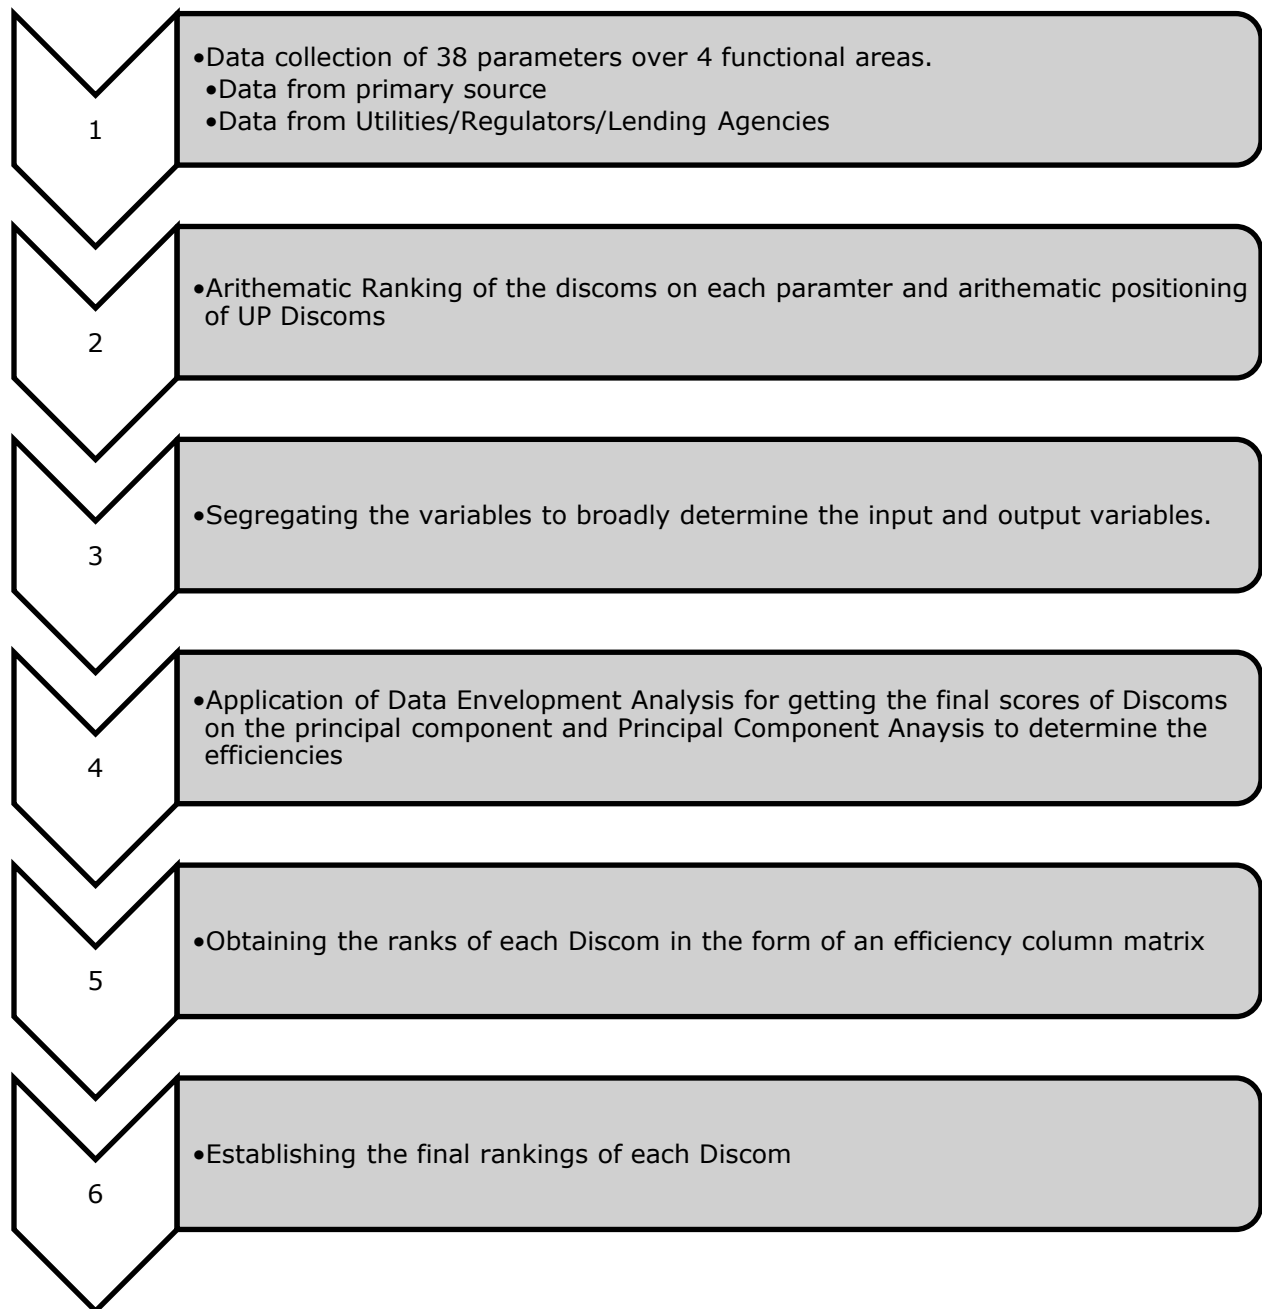 1
•Data collection of 38 parameters over 4 functional areas.
•Data from primary source
•Data from Utilities/Regulators/Lending Agencies
2
•Arithematic Ranking of the discoms on each paramter and arithematic positioning
of UP Discoms
3
•Segregating the variables to broadly determine the input and output variables.
4
•Application of Data Envelopment Analysis for getting the final scores of Discoms
on the principal component and Principal Component Anaysis to determine the
efficiencies
5
•Obtaining the ranks of each Discom in the form of an efficiency column matrix
6
•Establishing the final rankings of each Discom